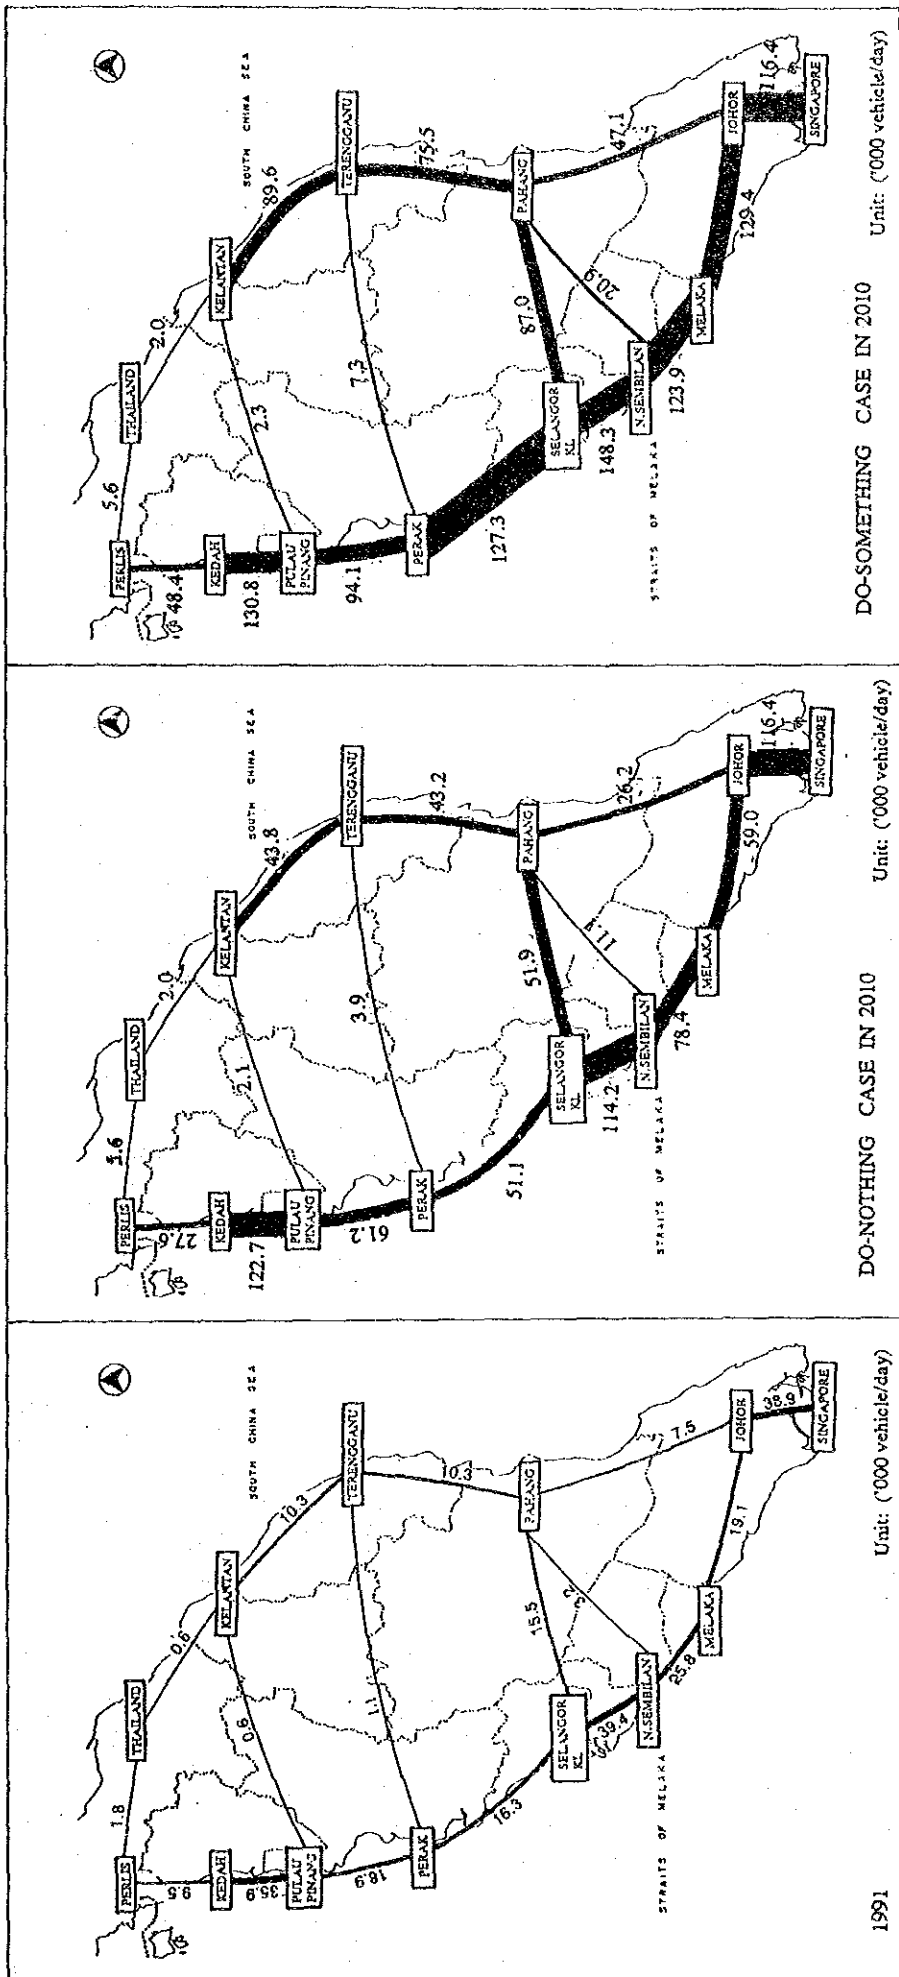 SOUTH CHINA SEA
THAILAND
PERLIS
KEDAH
PULAU
PINANG
PERAK
KELANTAN
TERENGGANU
PAHANG
SELANGOR
KL
N.SEMBILAN
MELAKA
JOHOR
SINGAPORE
STRAITS OF MELAKA
5.6
2.0
48.4
130.8
2.3
89.6
94.1
7.3
75.5
127.3
87.0
20.9
47.1
148.3
123.9
129.4
116.4
DO-SOMETHING CASE IN 2010
Unit: ('000 vehicle/day)
SOUTH CHINA SEA
THAILAND
PERLIS
KEDAH
PULAU
PINANG
PERAK
KELANTAN
TERENGGANU
PAHANG
SELANGOR
KL
N.SEMBILAN
MELAKA
JOHOR
SINGAPORE
STRAITS OF MELAKA
2.0
27.6
122.7
2.1
43.8
61.2
3.9
43.2
51.1
51.9
26.2
114.2
78.4
59.0
116.4
DO-NOTHING CASE IN 2010
Unit: ('000 vehicle/day)
SOUTH CHINA SEA
THAILAND
PERLIS
KEDAH
PULAU
PINANG
PERAK
KELANTAN
TERENGGANU
PAHANG
SELANGOR
KL
N.SEMBILAN
MELAKA
JOHOR
SINGAPORE
STRAITS OF MELAKA
1.8
0.6
9.5
35.9
0.6
10.3
18.9
10.3
16.3
15.5
7.5
39.4
25.8
19.1
38.9
1991
Unit: ('000 vehicle/day)